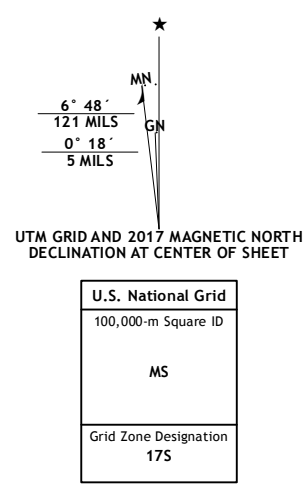 ★
MN
6° 48´
121 MILS
GN
0° 18´
5 MILS
UTM GRID AND 2017 MAGNETIC NORTH
DECLINATION AT CENTER OF SHEET
U.S. National Grid
100,000-m Square ID
MS
Grid Zone Designation
17S